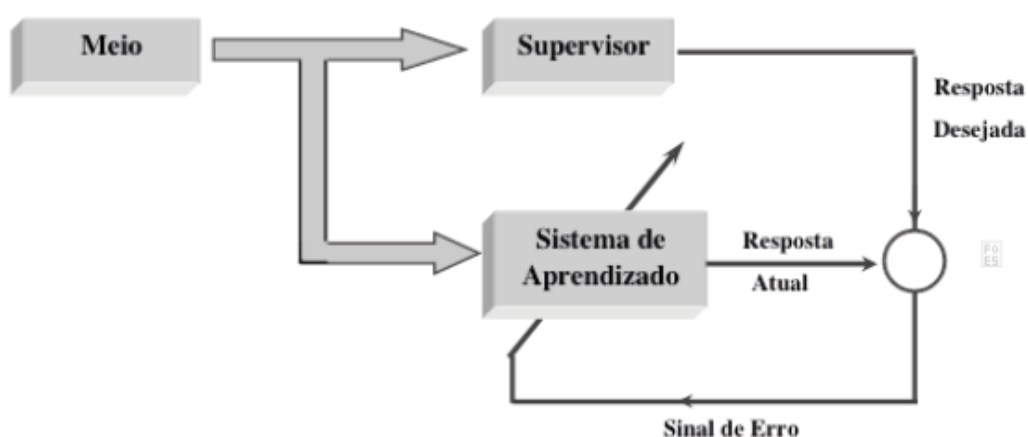 Meio
Supervisor
Resposta
Desejada
Sistema de
Aprendizado
Resposta
Atual
Sinal de Erro